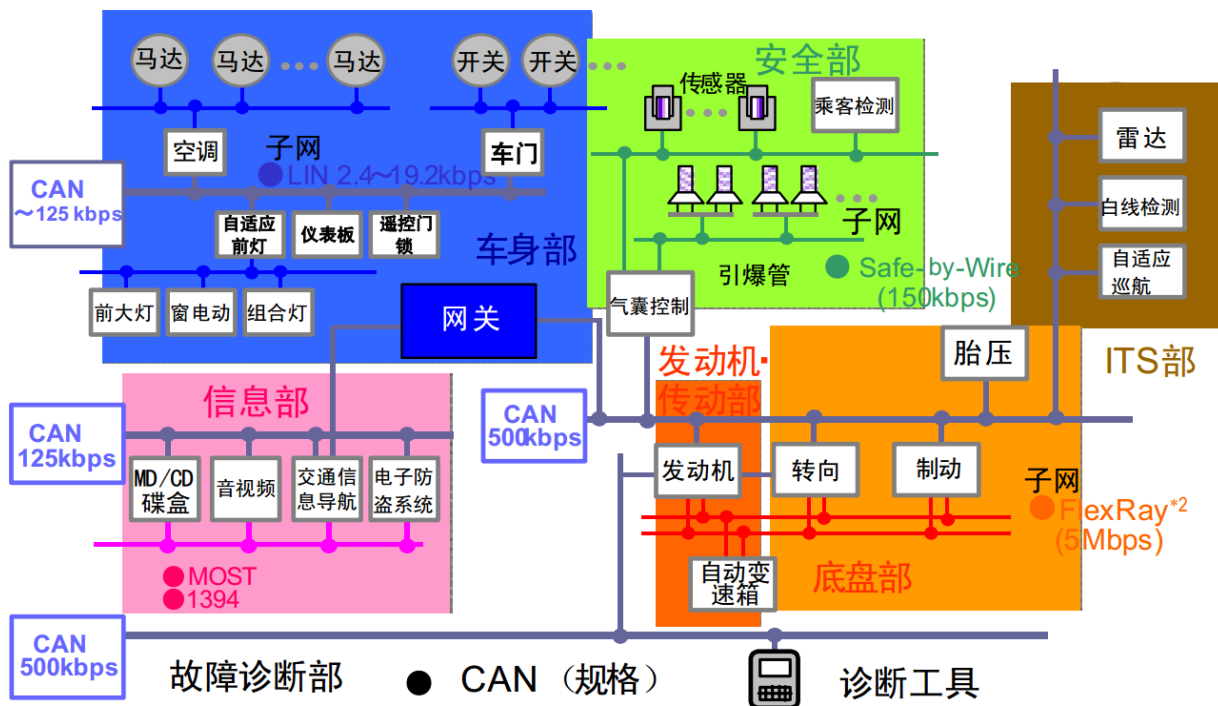 马达
马达
马达
开关
开关
安全部
传感器
乘客检测
空调
子网
车门
LIN 2.4~19.2kbps
CAN
~125 kbps
自适应
前灯
仪表板
遥控门
锁
车身部
子网
引爆管
Safe-by-Wire
(150kbps)
前大灯
窗电动
组合灯
网关
气囊控制
雷达
白线检测
自适应
巡航
ITS部
信息部
CAN
125kbps
MD/CD
碟盒
音视频
交通信
息导航
电子防
盗系统
MOST
1394
CAN
500kbps
发动机·
传动部
胎压
发动机
转向
制动
子网
FlexRay*2
(5Mbps)
自动变
速箱
底盘部
CAN
500kbps
故障诊断部
CAN（规格）
诊断工具